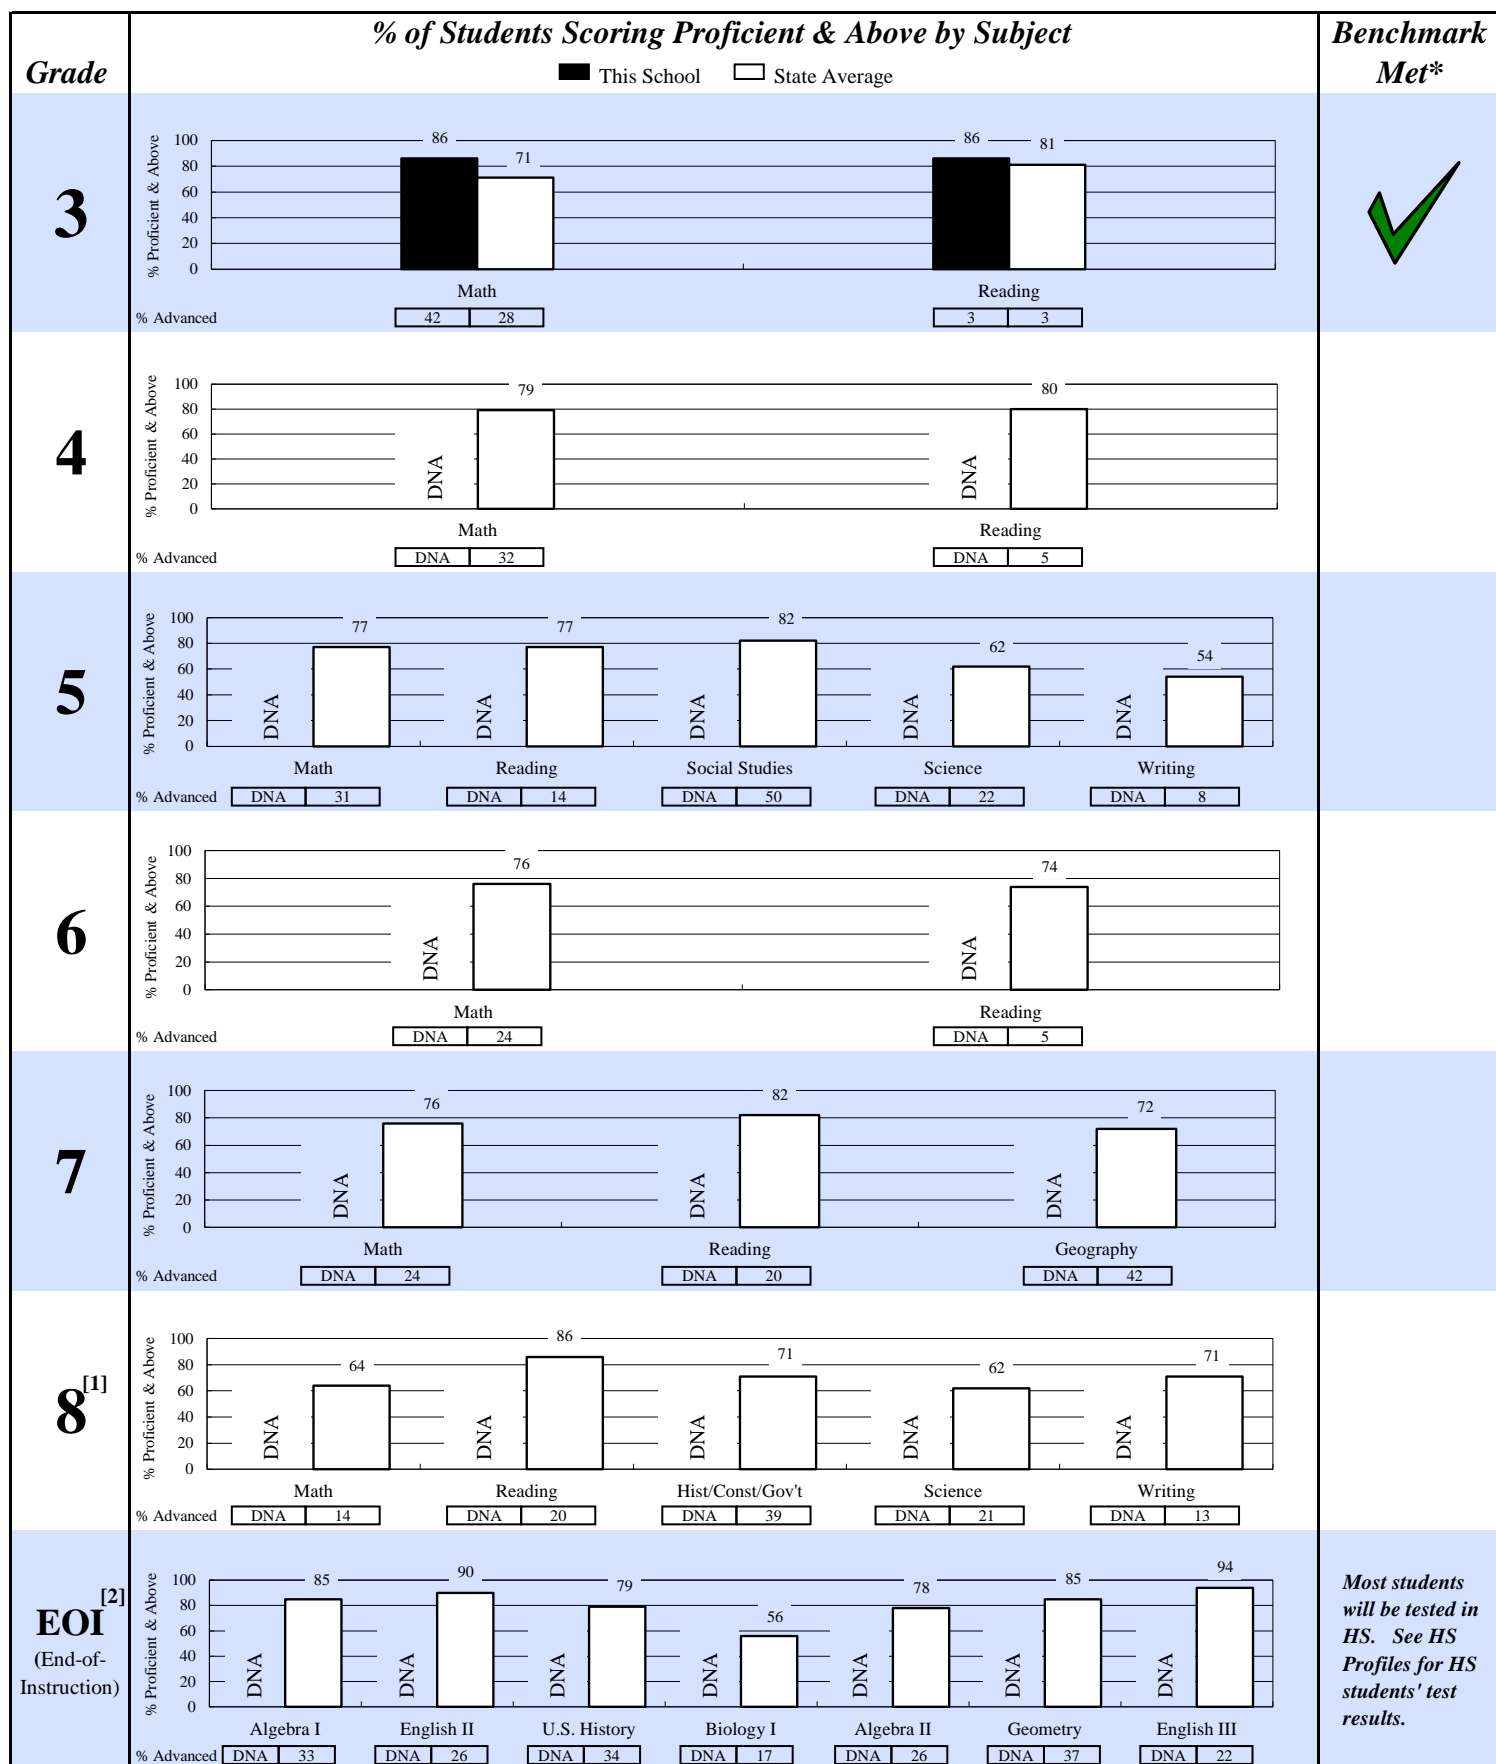 % of Students Scoring Proficient & Above by Subject
Benchmark
Met*
Grade
This School State Average
3
% Proficient & Above
100
80
60
40
20
0
86 71 86 81
Math Reading
% Advanced 42 28 3 3
4
% Proficient & Above
100
80
60
40
20
0
79 80
DNA DNA
Math Reading
% Advanced DNA 32 DNA 5
5
% Proficient & Above
100
80
60
40
20
0
77 77 82 62 54
DNA DNA DNA DNA DNA
Math Reading Social Studies Science Writing
% Advanced DNA 31 DNA 14 DNA 50 DNA 22 DNA 8
6
% Proficient & Above
100
80
60
40
20
0
76 74
DNA DNA
Math Reading
% Advanced DNA 24 DNA 5
7
% Proficient & Above
100
80
60
40
20
0
76 82 72
DNA DNA DNA
Math Reading Geography
% Advanced DNA 24 DNA 20 DNA 42
8[1]
% Proficient & Above
100
80
60
40
20
0
64 86 71 62 71
DNA DNA DNA DNA DNA
Math Reading Hist/Const/Gov't Science Writing
% Advanced DNA 14 DNA 20 DNA 39 DNA 21 DNA 13
EOI[2]
(End-of-
Instruction)
% Proficient & Above
100
80
60
40
20
0
85 90 79 56 78 85 94
DNA DNA DNA DNA DNA DNA DNA
Algebra I English II U.S. History Biology I Algebra II Geometry English III
% Advanced DNA 33 DNA 26 DNA 34 DNA 17 DNA 26 DNA 37 DNA 22
Most students
will be tested in
HS. See HS
Profiles for HS
students' test
results.